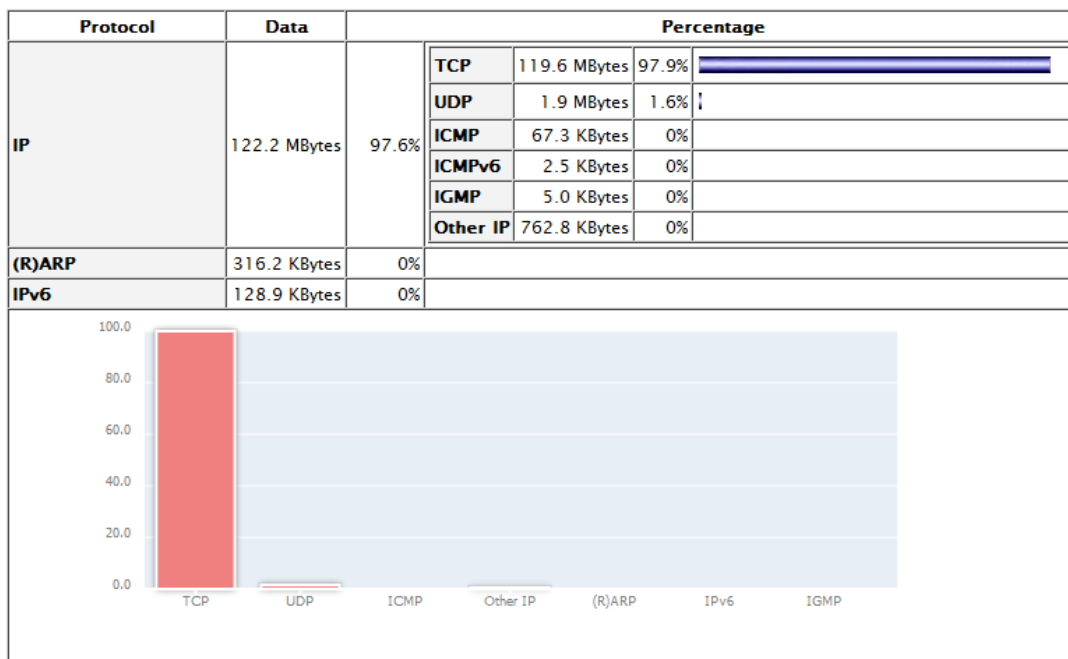 Protocol Data Percentage
IP 122.2 MBytes 97.6%
TCP 119.6 MBytes 97.9%
UDP 1.9 MBytes 1.6%
ICMP 67.3 KBytes 0%
ICMPv6 2.5 KBytes 0%
IGMP 5.0 KBytes 0%
Other IP 762.8 KBytes 0%
(R)ARP 316.2 KBytes 0%
IPv6 128.9 KBytes 0%
100.0
80.0
60.0
40.0
20.0
0.0
TCP UDP ICMP Other IP (R)ARP IPv6 IGMP